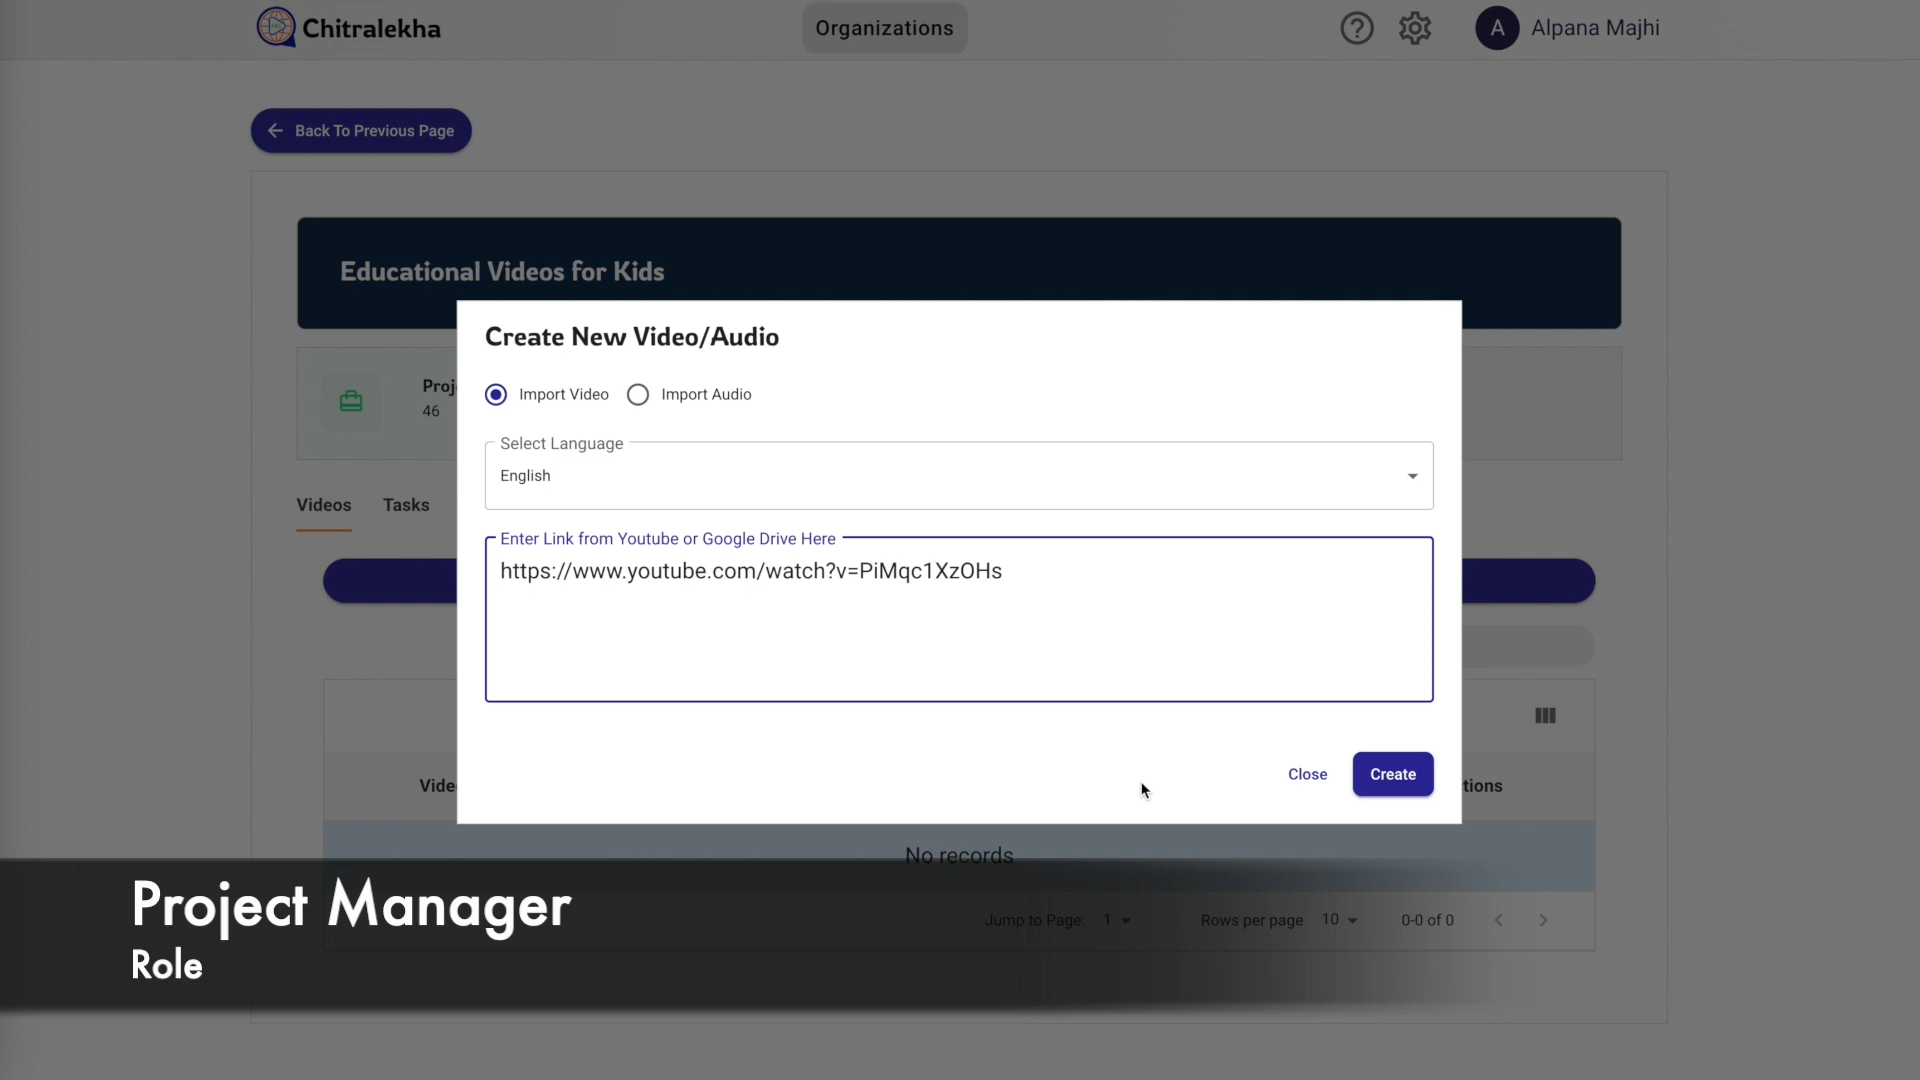 Chitralekha
Organizations
A
Alpana Majhi
Back To Previous Page
Educational Videos for Kids
Create New Video/Audio
Import Video
Import Audio
Select Language
English
Enter Link from Youtube or Google Drive Here
https://www.youtube.com/watch?v=PiMqc1XzOHs
Close
Create
46
Videos
Tasks
No records
Jump to Page:
1
Rows per page
10
0-0 of 0
Project Manager
Role